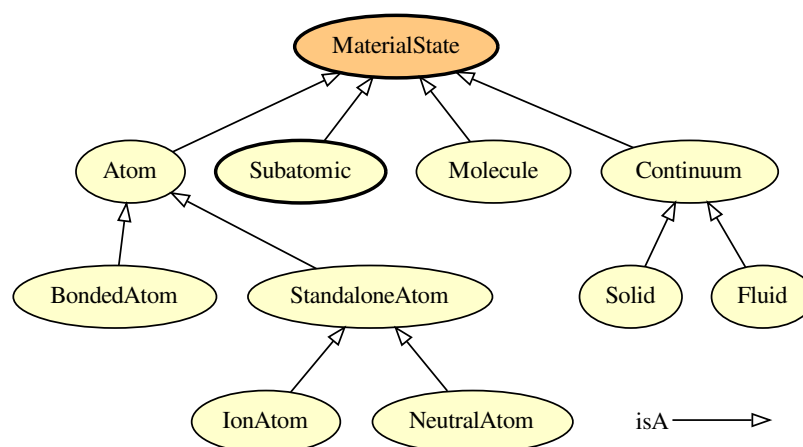 MaterialState
Atom
Subatomic
Molecule
Continuum
BondedAtom
StandaloneAtom
Solid
Fluid
IonAtom
NeutralAtom
isA